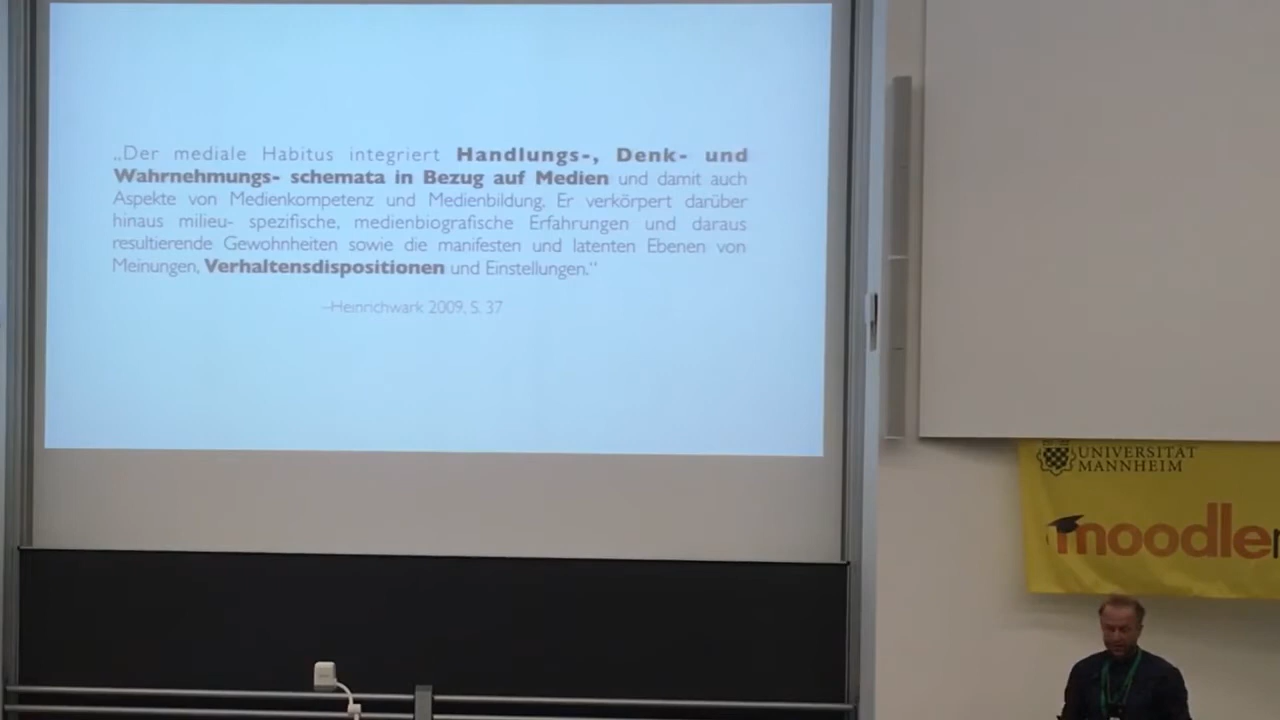 „Der mediale Habitus integriert Handlungs-, Denk- und
Wahrnehmungs- schemata in Bezug auf Medien und damit auch
Aspekte von Medienkompetenz und Medienbildung. Er verkörpert darüber
hinaus milieu- spezifische, medienbiografische Erfahrungen und daraus
resultierende Gewohnheiten sowie die manifesten und latenten Ebenen von
Meinungen, Verhaltensdispositionen und Einstellungen.“
–Heinrichwark 2009, S. 37
UNIVERSITÄT
MANNHEIM
moodle